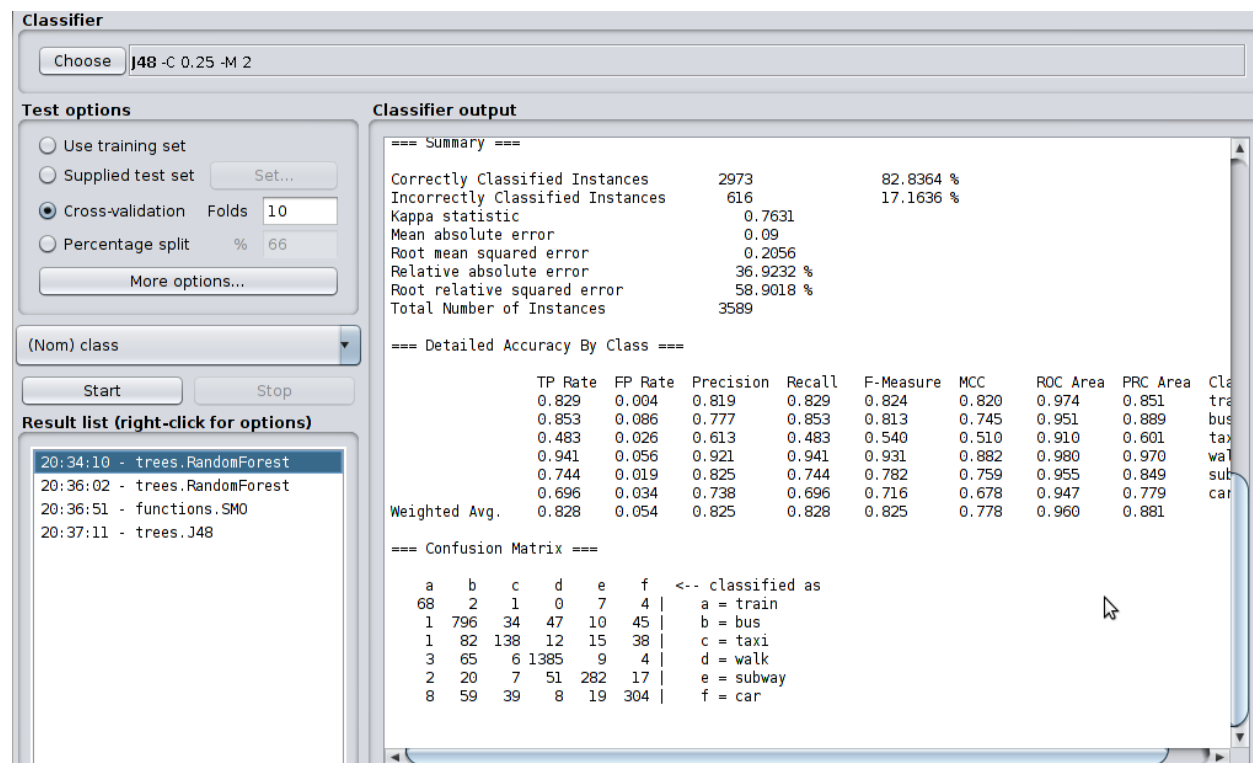 Classifier
Choose J48 -C 0.25 -M 2
Test options
Use training set
Supplied test set Set...
Cross-validation Folds 10
Percentage split % 66
More options...
(Nom) class
Start Stop
Result list (right-click for options)
20:34:10 - trees.RandomForest
20:36:02 - trees.RandomForest
20:36:51 - functions.SMO
20:37:11 - trees.J48
Classifier output
=== Summary ===
Correctly Classified Instances 2973 82.8364 %
Incorrectly Classified Instances 616 17.1636 %
Kappa statistic 0.7631
Mean absolute error 0.09
Root mean squared error 0.2056
Relative absolute error 36.9232 %
Root relative squared error 58.9018 %
Total Number of Instances 3589
=== Detailed Accuracy By Class ===
TP Rate FP Rate Precision Recall F-Measure MCC ROC Area PRC Area Cla
0.829 0.004 0.819 0.829 0.824 0.820 0.974 0.851 tra
0.853 0.086 0.777 0.853 0.813 0.745 0.951 0.889 bus
0.483 0.026 0.613 0.483 0.540 0.510 0.910 0.601 tax
0.941 0.056 0.921 0.941 0.931 0.882 0.980 0.970 wal
0.744 0.019 0.825 0.744 0.782 0.759 0.955 0.849 sub
0.696 0.034 0.738 0.696 0.716 0.678 0.947 0.779 car
Weighted Avg. 0.828 0.054 0.825 0.828 0.825 0.778 0.960 0.881
=== Confusion Matrix ===
a b c d e f <-- classified as
68 2 1 0 7 4 | a = train
1 796 34 47 10 45 | b = bus
1 82 138 12 15 38 | c = taxi
3 65 6 1385 9 4 | d = walk
2 20 7 51 282 17 | e = subway
8 59 39 8 19 304 | f = car